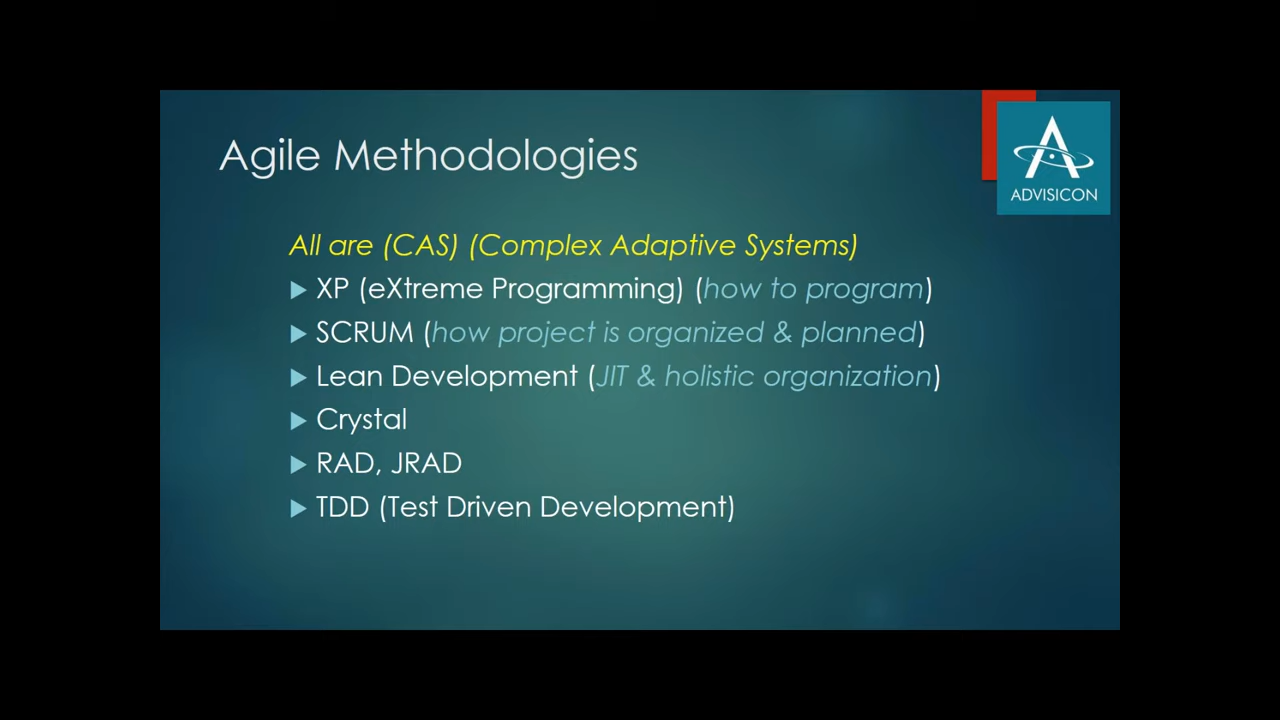 Agile Methodologies
ADVISICON
All are (CAS) (Complex Adaptive Systems)
XP (eXtreme Programming) (how to program)
SCRUM (how project is organized & planned)
Lean Development (JIT & holistic organization)
Crystal
RAD, JRAD
TDD (Test Driven Development)